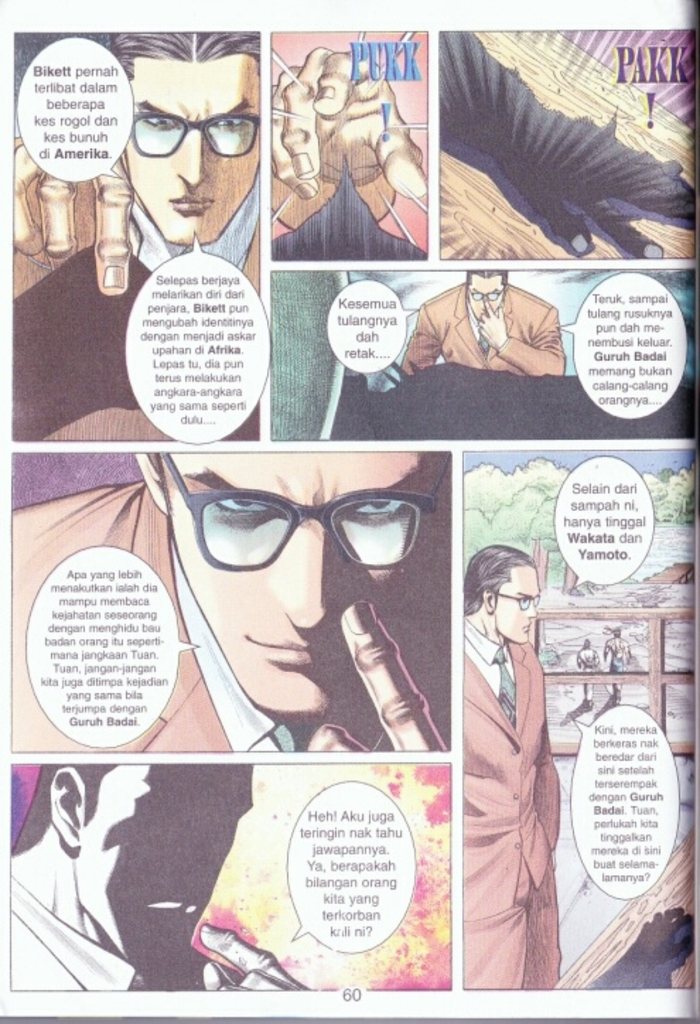 Bikett pernah
terlibat dalam
beberapa
kes rogol dan
kes bunuh
di Amerika.
Selepas berjaya
melarikan diri dari
penjara, Bikett pun
mengubah identitinya
dengan menjadi askar
upahan di Afrika.
Lepas tu, dia pun
terus melakukan
angkara-angkara
yang sama seperti
dulu....
PUKK
!
PAKK
!
Kesemua
tulangnya
dah
retak....
Teruk, sampai
tulang rusuknya
pun dah me-
nembusi keluar.
Guruh Badai
memang bukan
calang-calang
orangnya....
Apa yang lebih
menakutkan ialah dia
mampu membaca
kejahatan seseorang
dengan menghidu bau
badan orang itu seperti-
mana jangkaan Tuan.
Tuan, jangan-jangan
kita juga ditimpa kejadian
yang sama bila
terjumpa dengan
Guruh Badai.
Selain dari
sampah ni,
hanya tinggal
Wakata dan
Yamoto.
Kini, mereka
berkeras nak
beredar dari
sini setelah
terserempak
dengan Guruh
Badai. Tuan,
perlukah kita
tinggalkan
mereka di sini
buat selama-
lamanya?
Heh! Aku juga
teringin nak tahu
jawapannya.
Ya, berapakah
bilangan orang
kita yang
terkorban
kali ni?
60